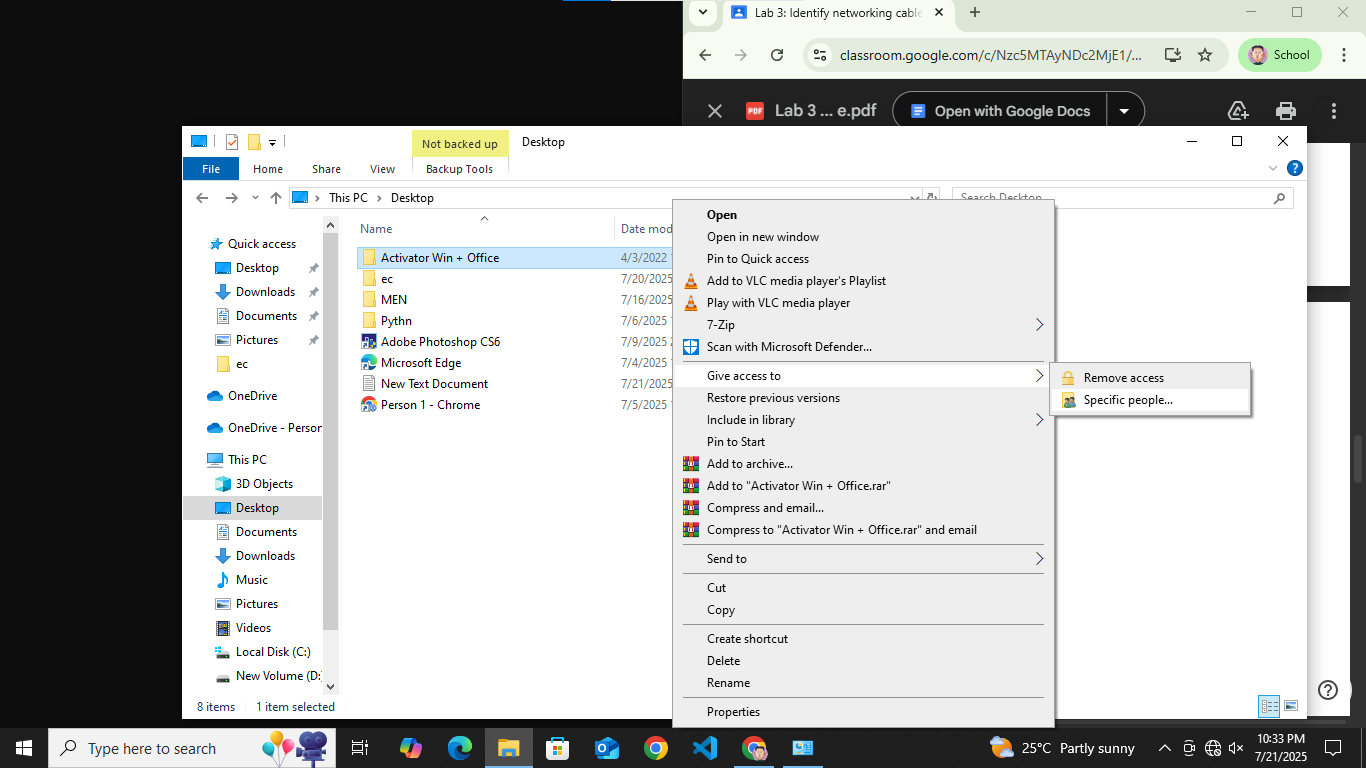 Lab 3: Identify networking cable
classroom.google.com/c/Nzc5MTAyNDc2MjE1/...
School
PDF
Lab 3 ... e.pdf
Open with Google Docs
Not backed up
Desktop
File
Home
Share
View
Backup Tools
This PC
Desktop
Search Desktop
Name
Date mod
Quick access
Desktop
Downloads
Documents
Pictures
ec
OneDrive
OneDrive - Person
This PC
3D Objects
Desktop
Documents
Downloads
Music
Pictures
Videos
Local Disk (C:)
New Volume (D:
Activator Win + Office
4/3/2022
ec
7/20/2025
MEN
7/16/2025
Pythn
7/6/2025
Adobe Photoshop CS6
7/9/2025
Microsoft Edge
7/4/2025
New Text Document
7/21/2025
Person 1 - Chrome
7/5/2025
Open
Open in new window
Pin to Quick access
Add to VLC media player's Playlist
Play with VLC media player
7-Zip
Scan with Microsoft Defender...
Give access to
Restore previous versions
Include in library
Pin to Start
Add to archive...
Add to "Activator Win + Office.rar"
Compress and email...
Compress to "Activator Win + Office.rar" and email
Send to
Cut
Copy
Create shortcut
Delete
Rename
Properties
Remove access
Specific people...
8 items
1 item selected
Type here to search
25°C Partly sunny
10:33 PM
7/21/2025